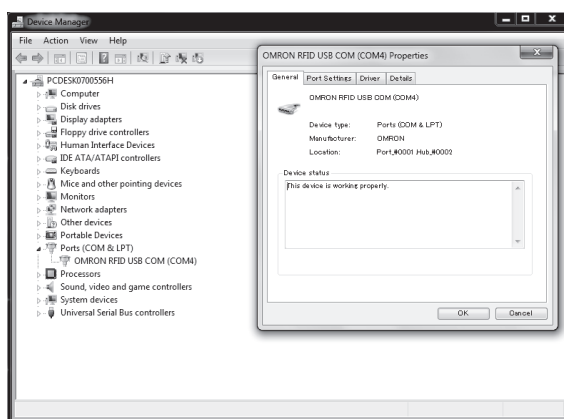 Device Manager
File Action View Help
PCDESK0700556H
Computer
Disk drives
Display adapters
Floppy drive controllers
Human Interface Devices
IDE ATA/ATAPI controllers
Keyboards
Mice and other pointing devices
Monitors
Network adapters
Other devices
Portable Devices
Ports (COM & LPT)
OMRON RFID USB COM (COM4)
Processors
Sound, video and game controllers
System devices
Universal Serial Bus controllers
OMRON RFID USB COM (COM4) Properties
General Port Settings Driver Details
OMRON RFID USB COM (COM4)
Device type: Ports (COM & LPT)
Manufacturer: OMRON
Location: Port_#0001.Hub_#0002
Device status
This device is working properly.
OK Cancel